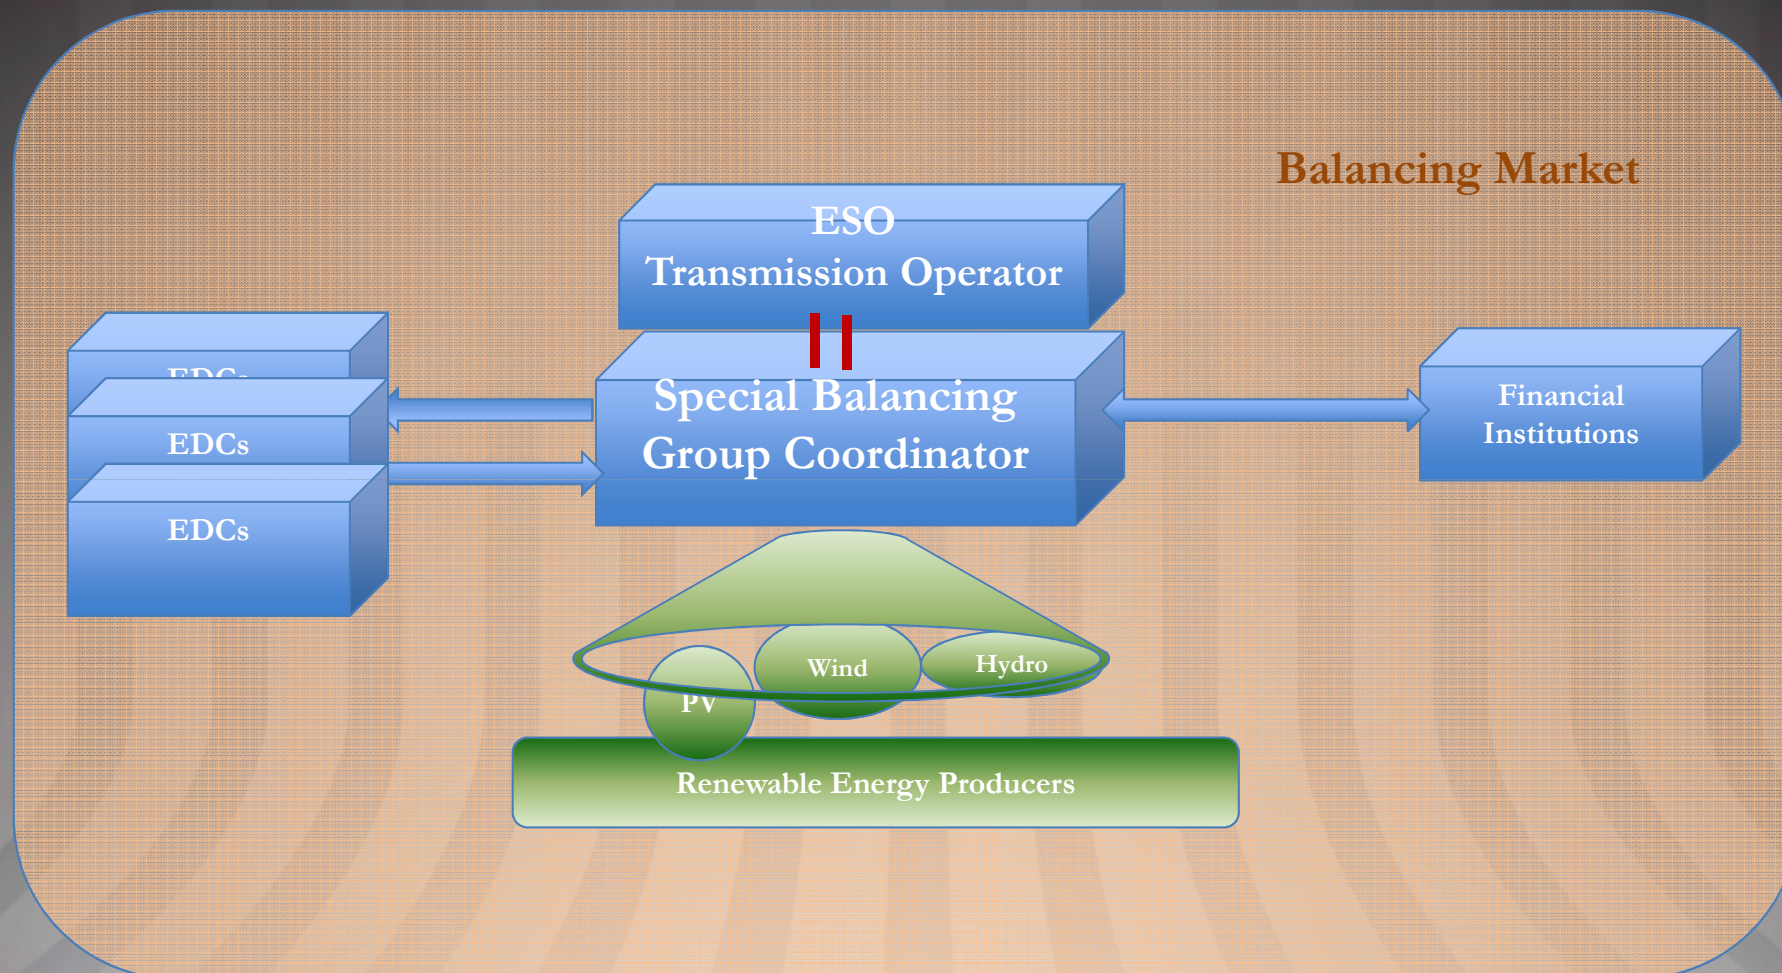 Balancing Market
ESO
Transmission Operator
EDCs
EDCs
EDCs
Special Balancing
Group Coordinator
Financial
Institutions
PV
Wind
Hydro
Renewable Energy Producers